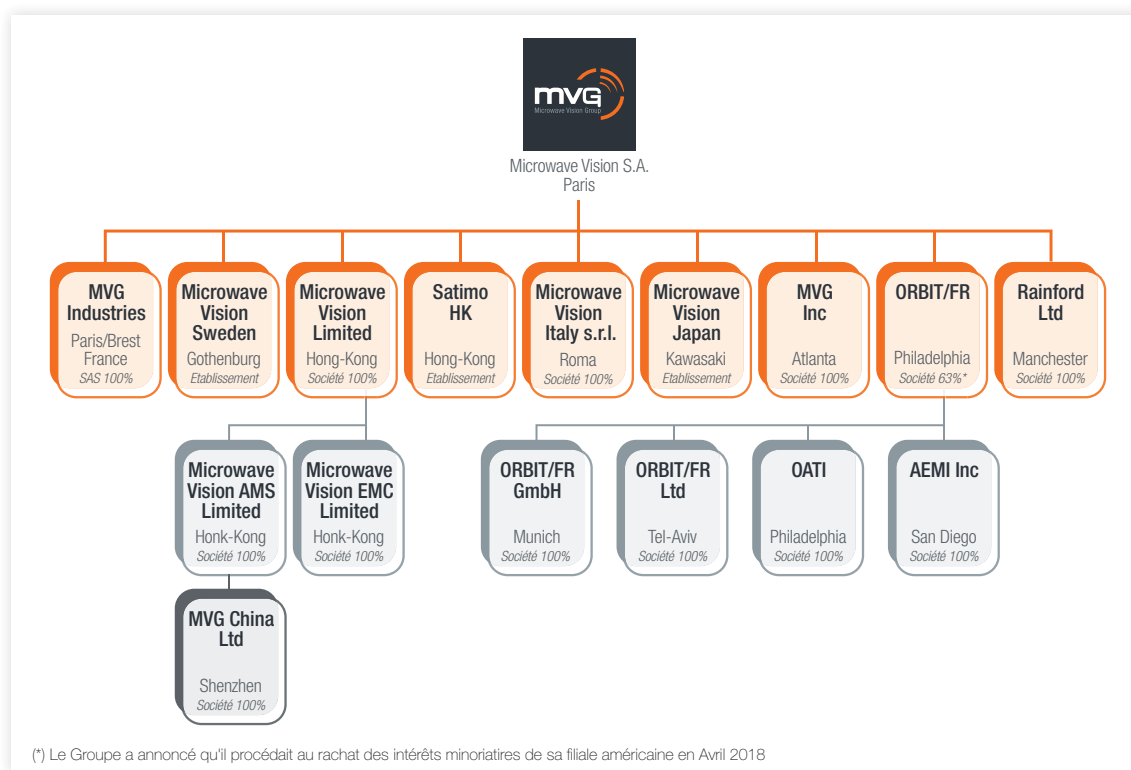 mvg
Microwave Vision Group
Microwave Vision S.A.
Paris
MVG
Industries
Paris/Brest
France
SAS 100%
Microwave
Vision
Sweden
Gothenburg
Etablissement
Microwave
Vision
Limited
Hong-Kong
Société 100%
Satimo
HK
Hong-Kong
Etablissement
Microwave
Vision
Italy s.r.l.
Roma
Société 100%
Microwave
Vision
Japan
Kawasaki
Etablissement
MVG
Inc
Atlanta
Société 100%
ORBIT/FR
Philadelphia
Société 63%*
Rainford
Ltd
Manchester
Société 100%
Microwave
Vision AMS
Limited
Honk-Kong
Société 100%
Microwave
Vision EMC
Limited
Honk-Kong
Société 100%
ORBIT/FR
GmbH
Munich
Société 100%
ORBIT/FR
Ltd
Tel-Aviv
Société 100%
OATI
Philadelphia
Société 100%
AEMI Inc
San Diego
Société 100%
MVG China
Ltd
Shenzhen
Société 100%
(*) Le Groupe a annoncé qu'il procédait au rachat des intérêts minoriatires de sa filiale américaine en Avril 2018